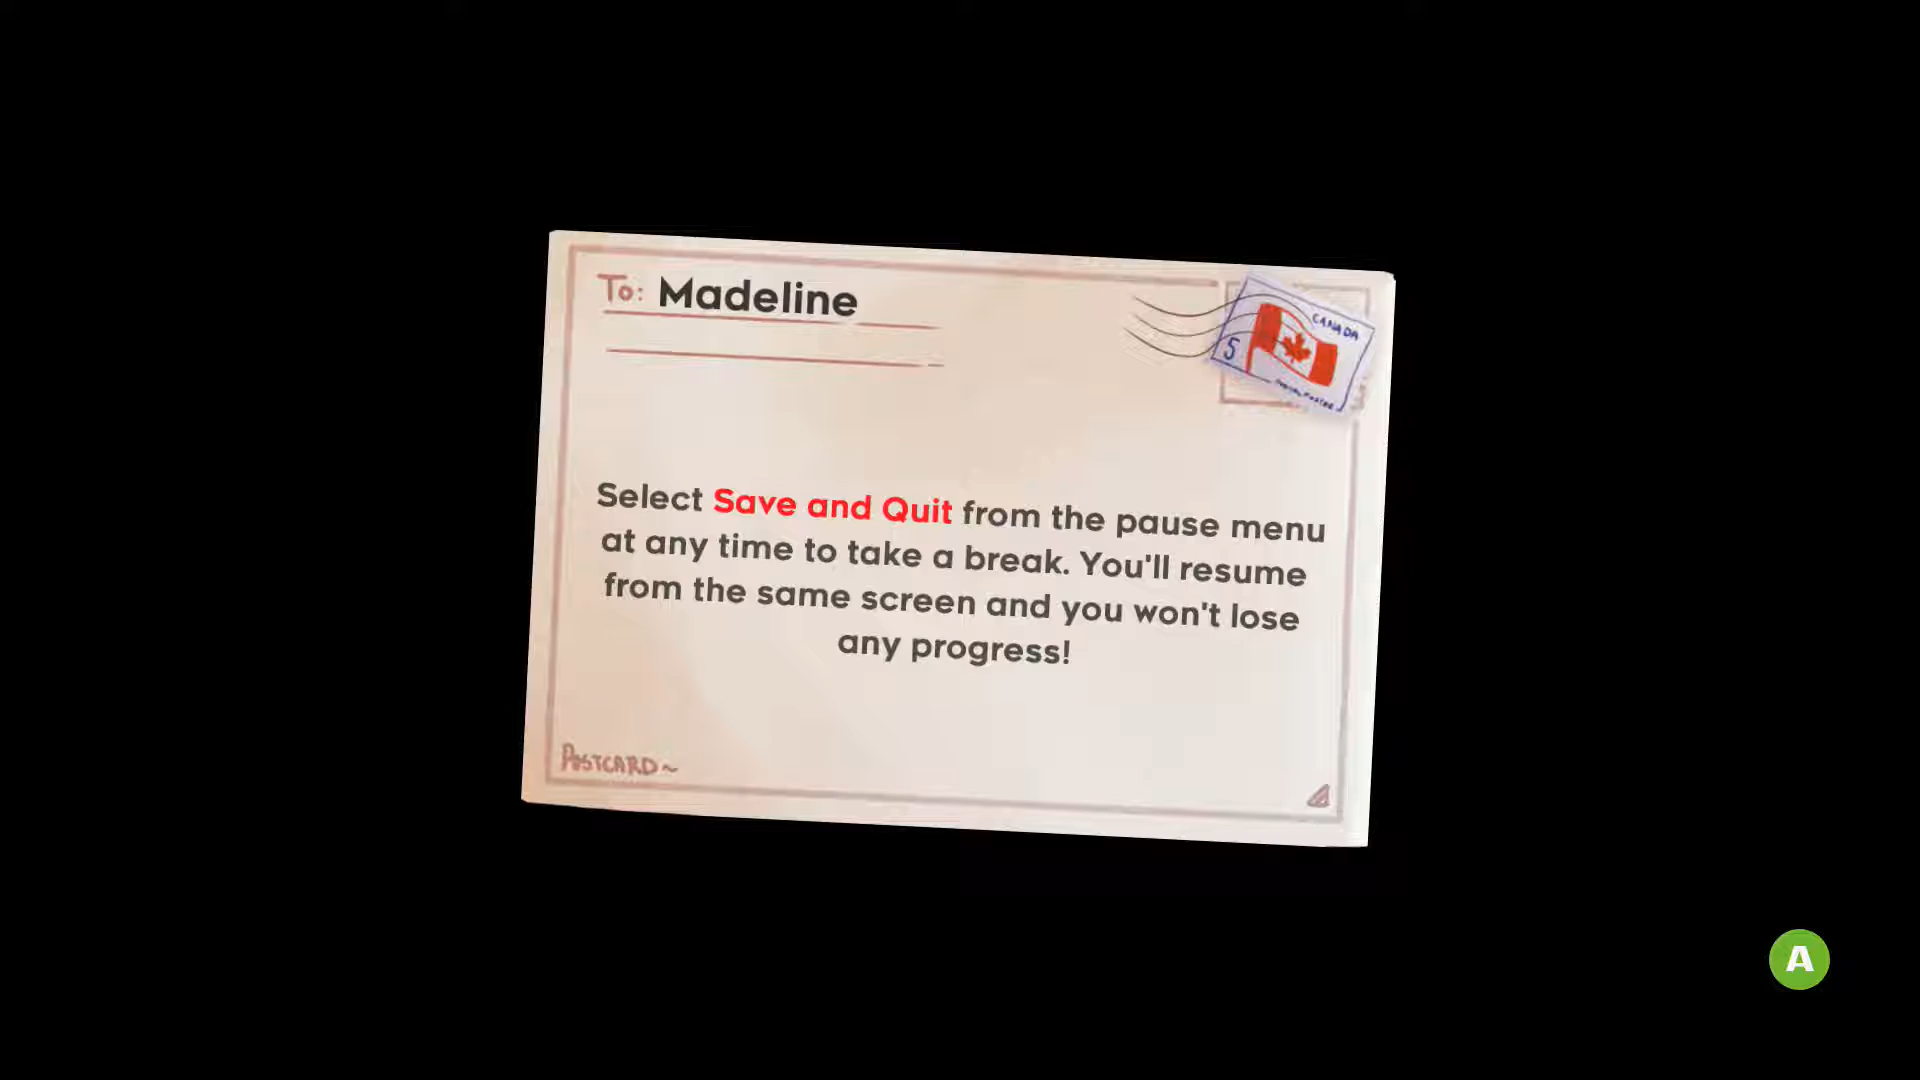 To: Madeline
CANADA
5
Select Save and Quit from the pause menu
at any time to take a break. You'll resume
from the same screen and you won't lose
any progress!
POSTCARD~
A